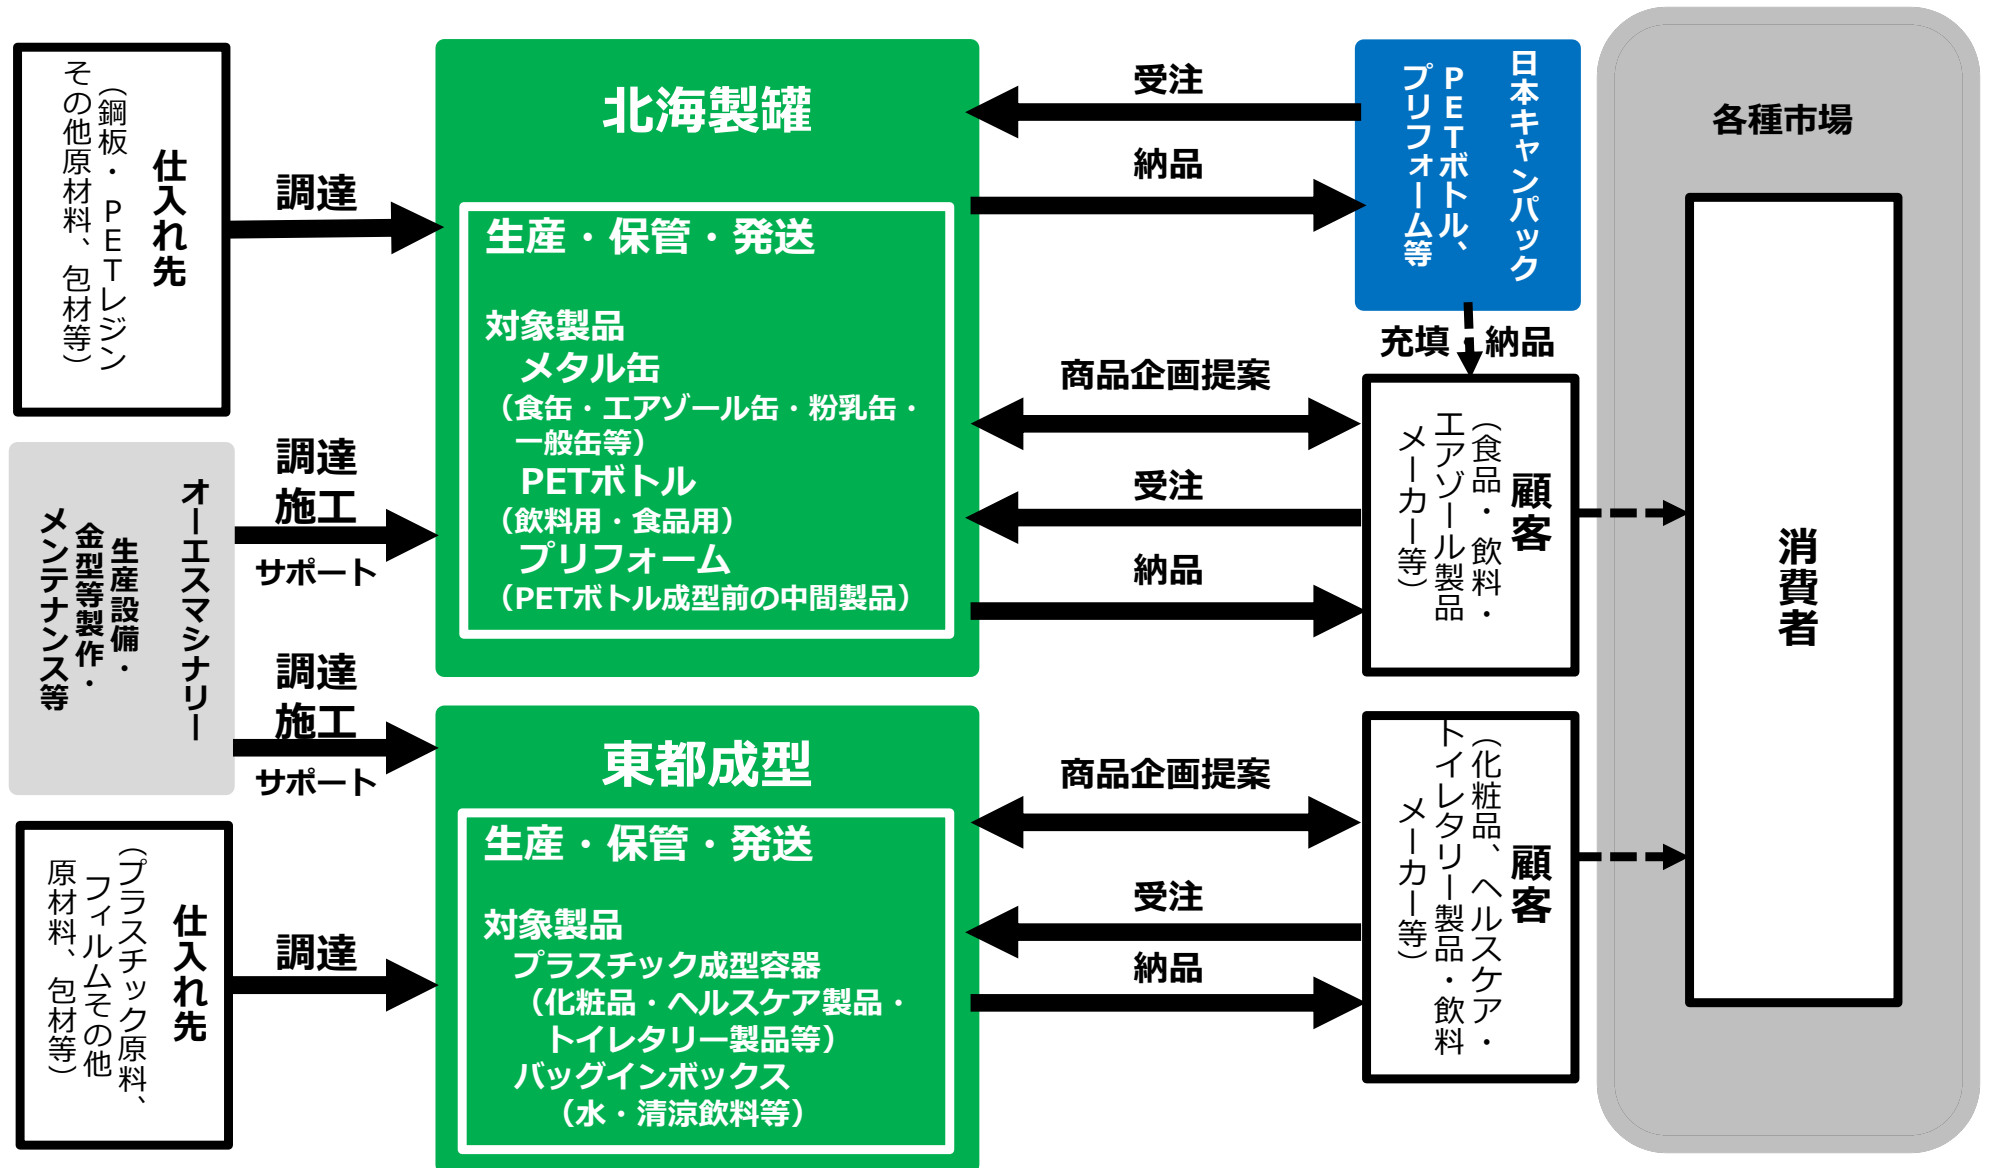 仕入れ先
（鋼板・PETレジン
その他原材料、包材等）
調達
オーエスマシナリー
生産設備・
金型等製作・
メンテナンス等
調達
施工
サポート
調達
施工
サポート
仕入れ先
（プラスチック原料、
フィルムその他
原材料、包材等）
調達
北海製罐
生産・保管・発送
対象製品
メタル缶
（食缶・エアゾール缶・粉乳缶・
一般缶等）
PETボトル
（飲料用・食品用）
プリフォーム
（PETボトル成型前の中間製品）
東都成型
生産・保管・発送
対象製品
プラスチック成型容器
（化粧品・ヘルスケア製品・
トイレタリー製品等）
バッグインボックス
（水・清涼飲料等）
受注
納品
商品企画提案
受注
納品
商品企画提案
受注
納品
日本キャンパック
PETボトル、
プリフォーム等
充填・納品
顧客
（食品・飲料・
エアゾール製品
メーカー等）
顧客
（化粧品、ヘルスケア・
トイレタリー製品・飲料
メーカー等）
各種市場
消費者